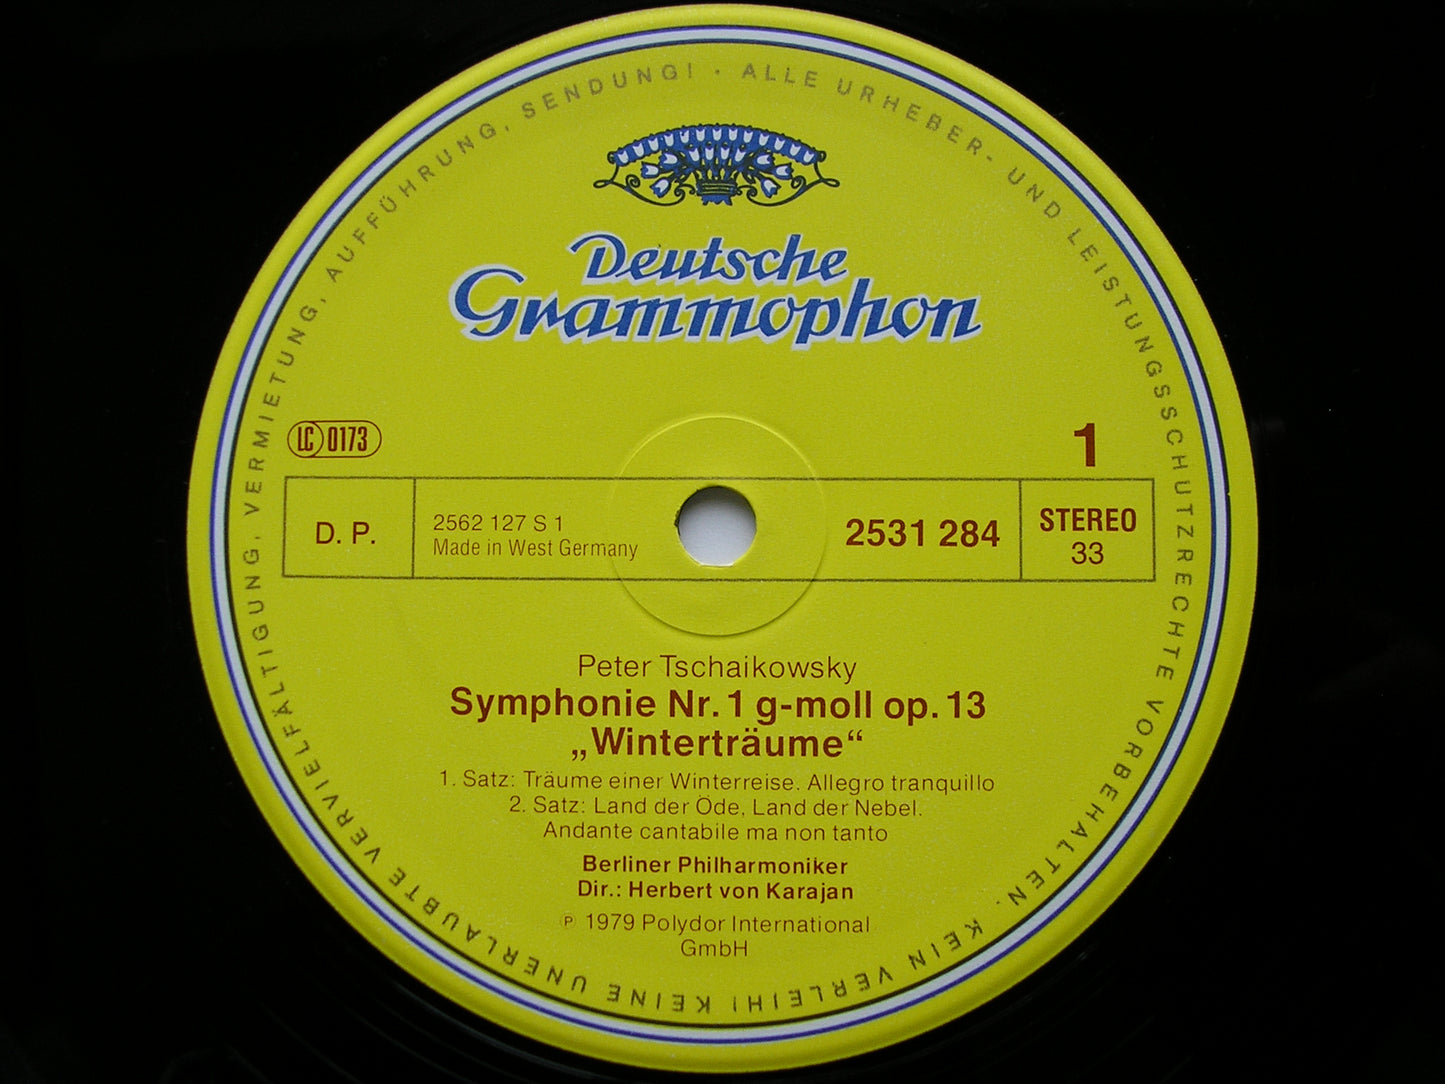 ALLE URHEBER- UND LEISTUNGSSCHUTZRECHTE VORBEHALTEN. KEIN VERLEIH! KEINE UNERLAUBTE VERVIELFÄLTIGUNG, VERMIETUNG, AUFFÜHRUNG, SENDUNG! ·
Deutsche
Grammophon
LC 0173
1
D. P.
2562 127 S 1
Made in West Germany
2531 284
STEREO
33
Peter Tschaikowsky
Symphonie Nr. 1 g-moll op. 13
„Winterträume“
1. Satz: Träume einer Winterreise. Allegro tranquillo
2. Satz: Land der Öde, Land der Nebel.
Andante cantabile ma non tanto
Berliner Philharmoniker
Dir.: Herbert von Karajan
℗ 1979 Polydor International
GmbH